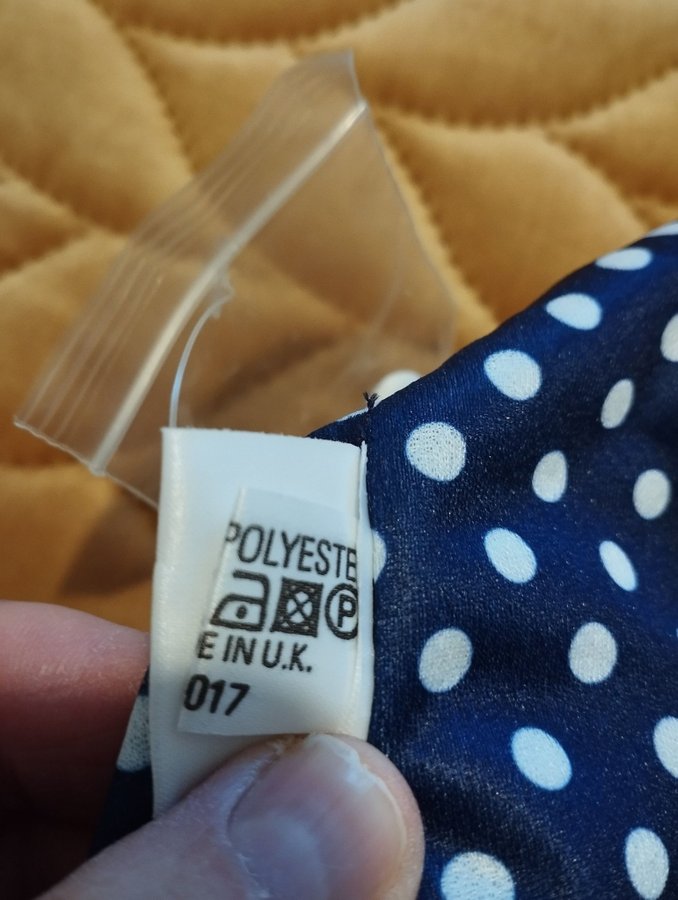 POLYESTE
P
E IN U.K.
017